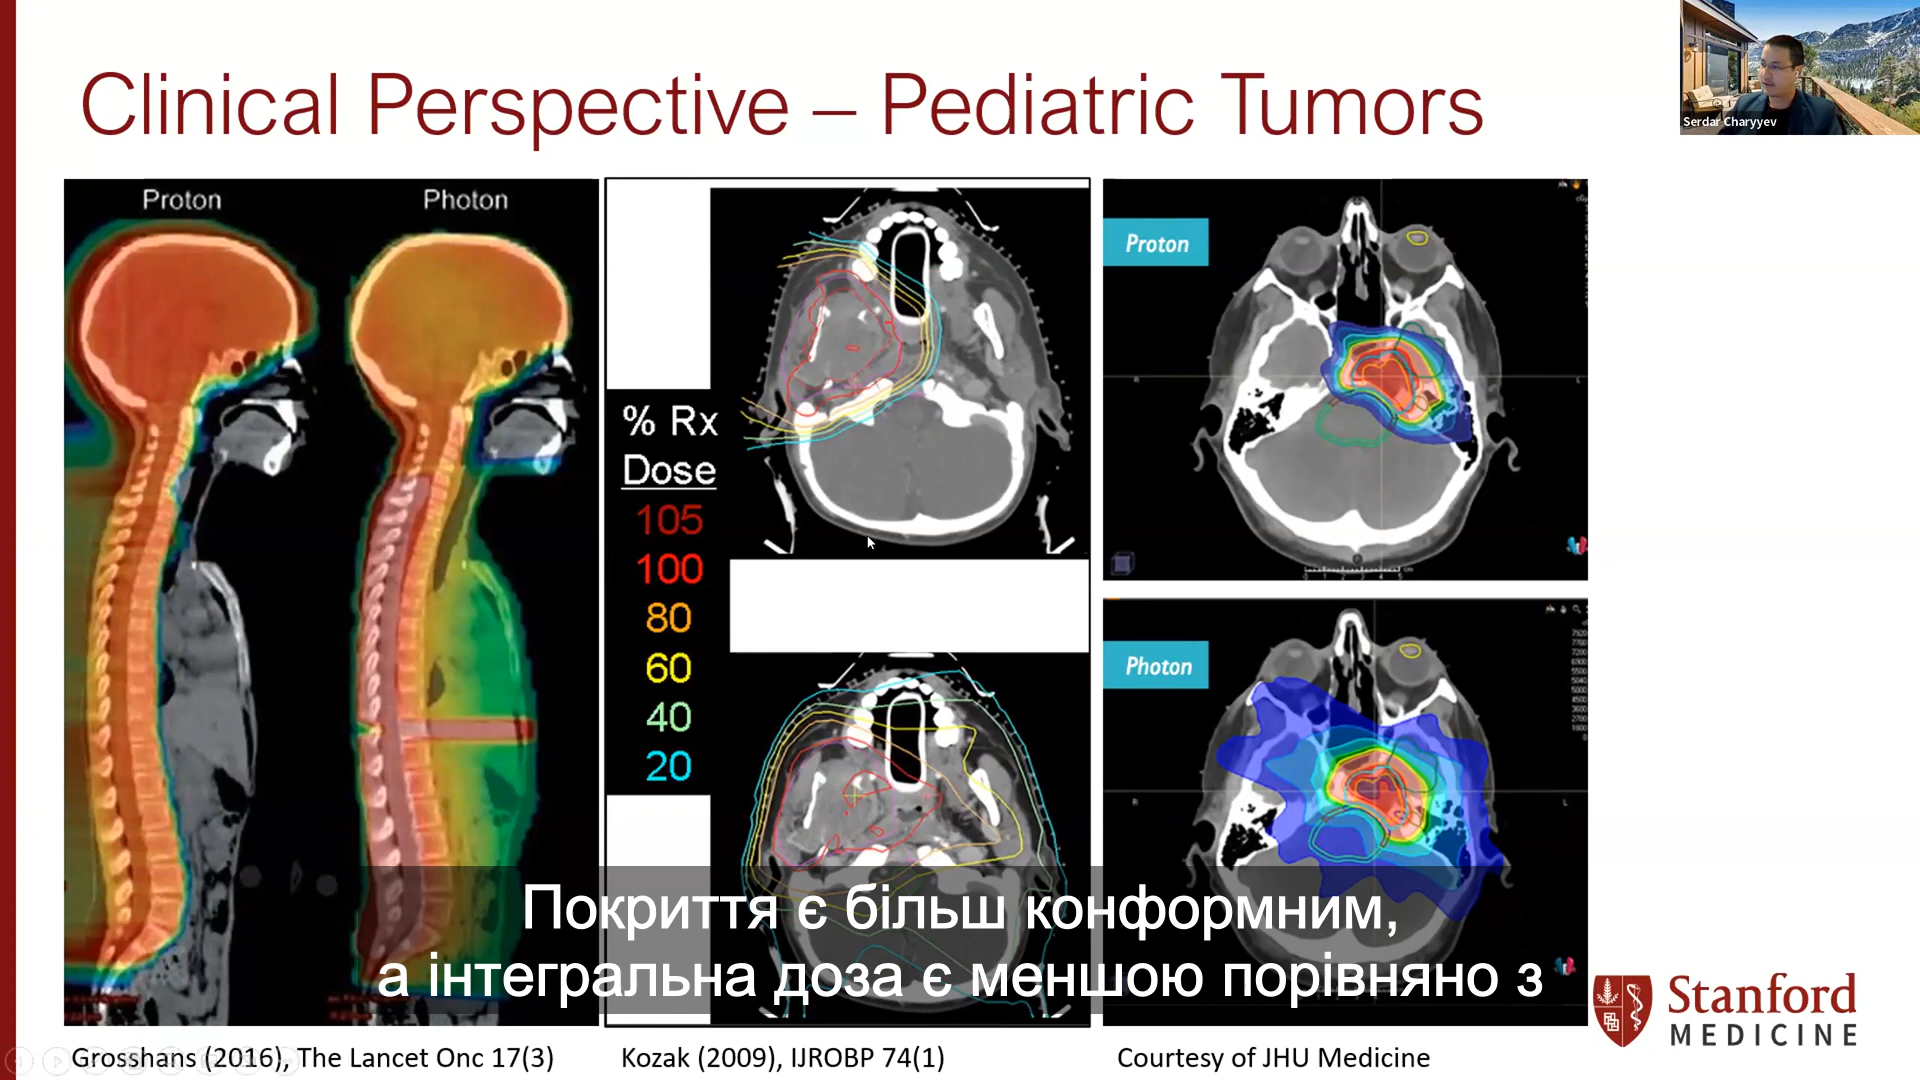 Clinical Perspective – Pediatric Tumors
Serdar Charyyev
Proton
Photon
% Rx
Dose
105
100
80
60
40
20
Proton
Photon
Покриття є більш конформним,
а інтегральна доза є меншою порівняно з
Stanford
MEDICINE
Grosshans (2016), The Lancet Onc 17(3)
Kozak (2009), IJROBP 74(1)
Courtesy of JHU Medicine